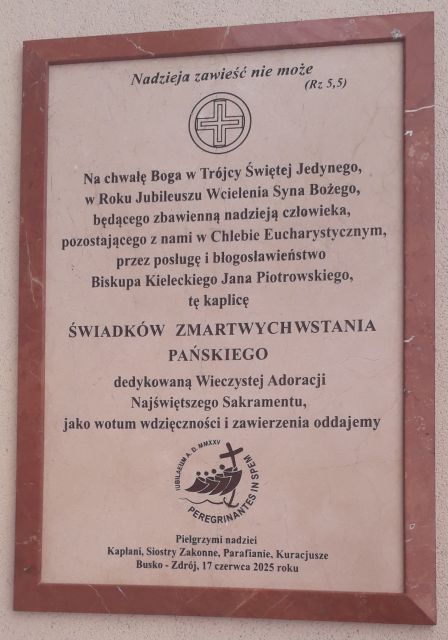 Nadzieja zawieść nie może
(Rz 5,5)
Na chwałę Boga w Trójcy Świętej Jedynego,
w Roku Jubileuszu Wcielenia Syna Bożego,
będącego zbawienną nadzieją człowieka,
pozostającego z nami w Chlebie Eucharystycznym,
przez posługę i błogosławieństwo
Biskupa Kieleckiego Jana Piotrowskiego,
tę kaplicę
ŚWIADKÓW ZMARTWYCHWSTANIA
PAŃSKIEGO
dedykowaną Wieczystej Adoracji
Najświętszego Sakramentu,
jako wotum wdzięczności i zawierzenia oddajemy
IUBILAEUM A. D. MMXXV
PEREGRINANTES IN SPEM
Pielgrzymi nadziei
Kapłani, Siostry Zakonne, Parafianie, Kuracjusze
Busko - Zdrój, 17 czerwca 2025 roku